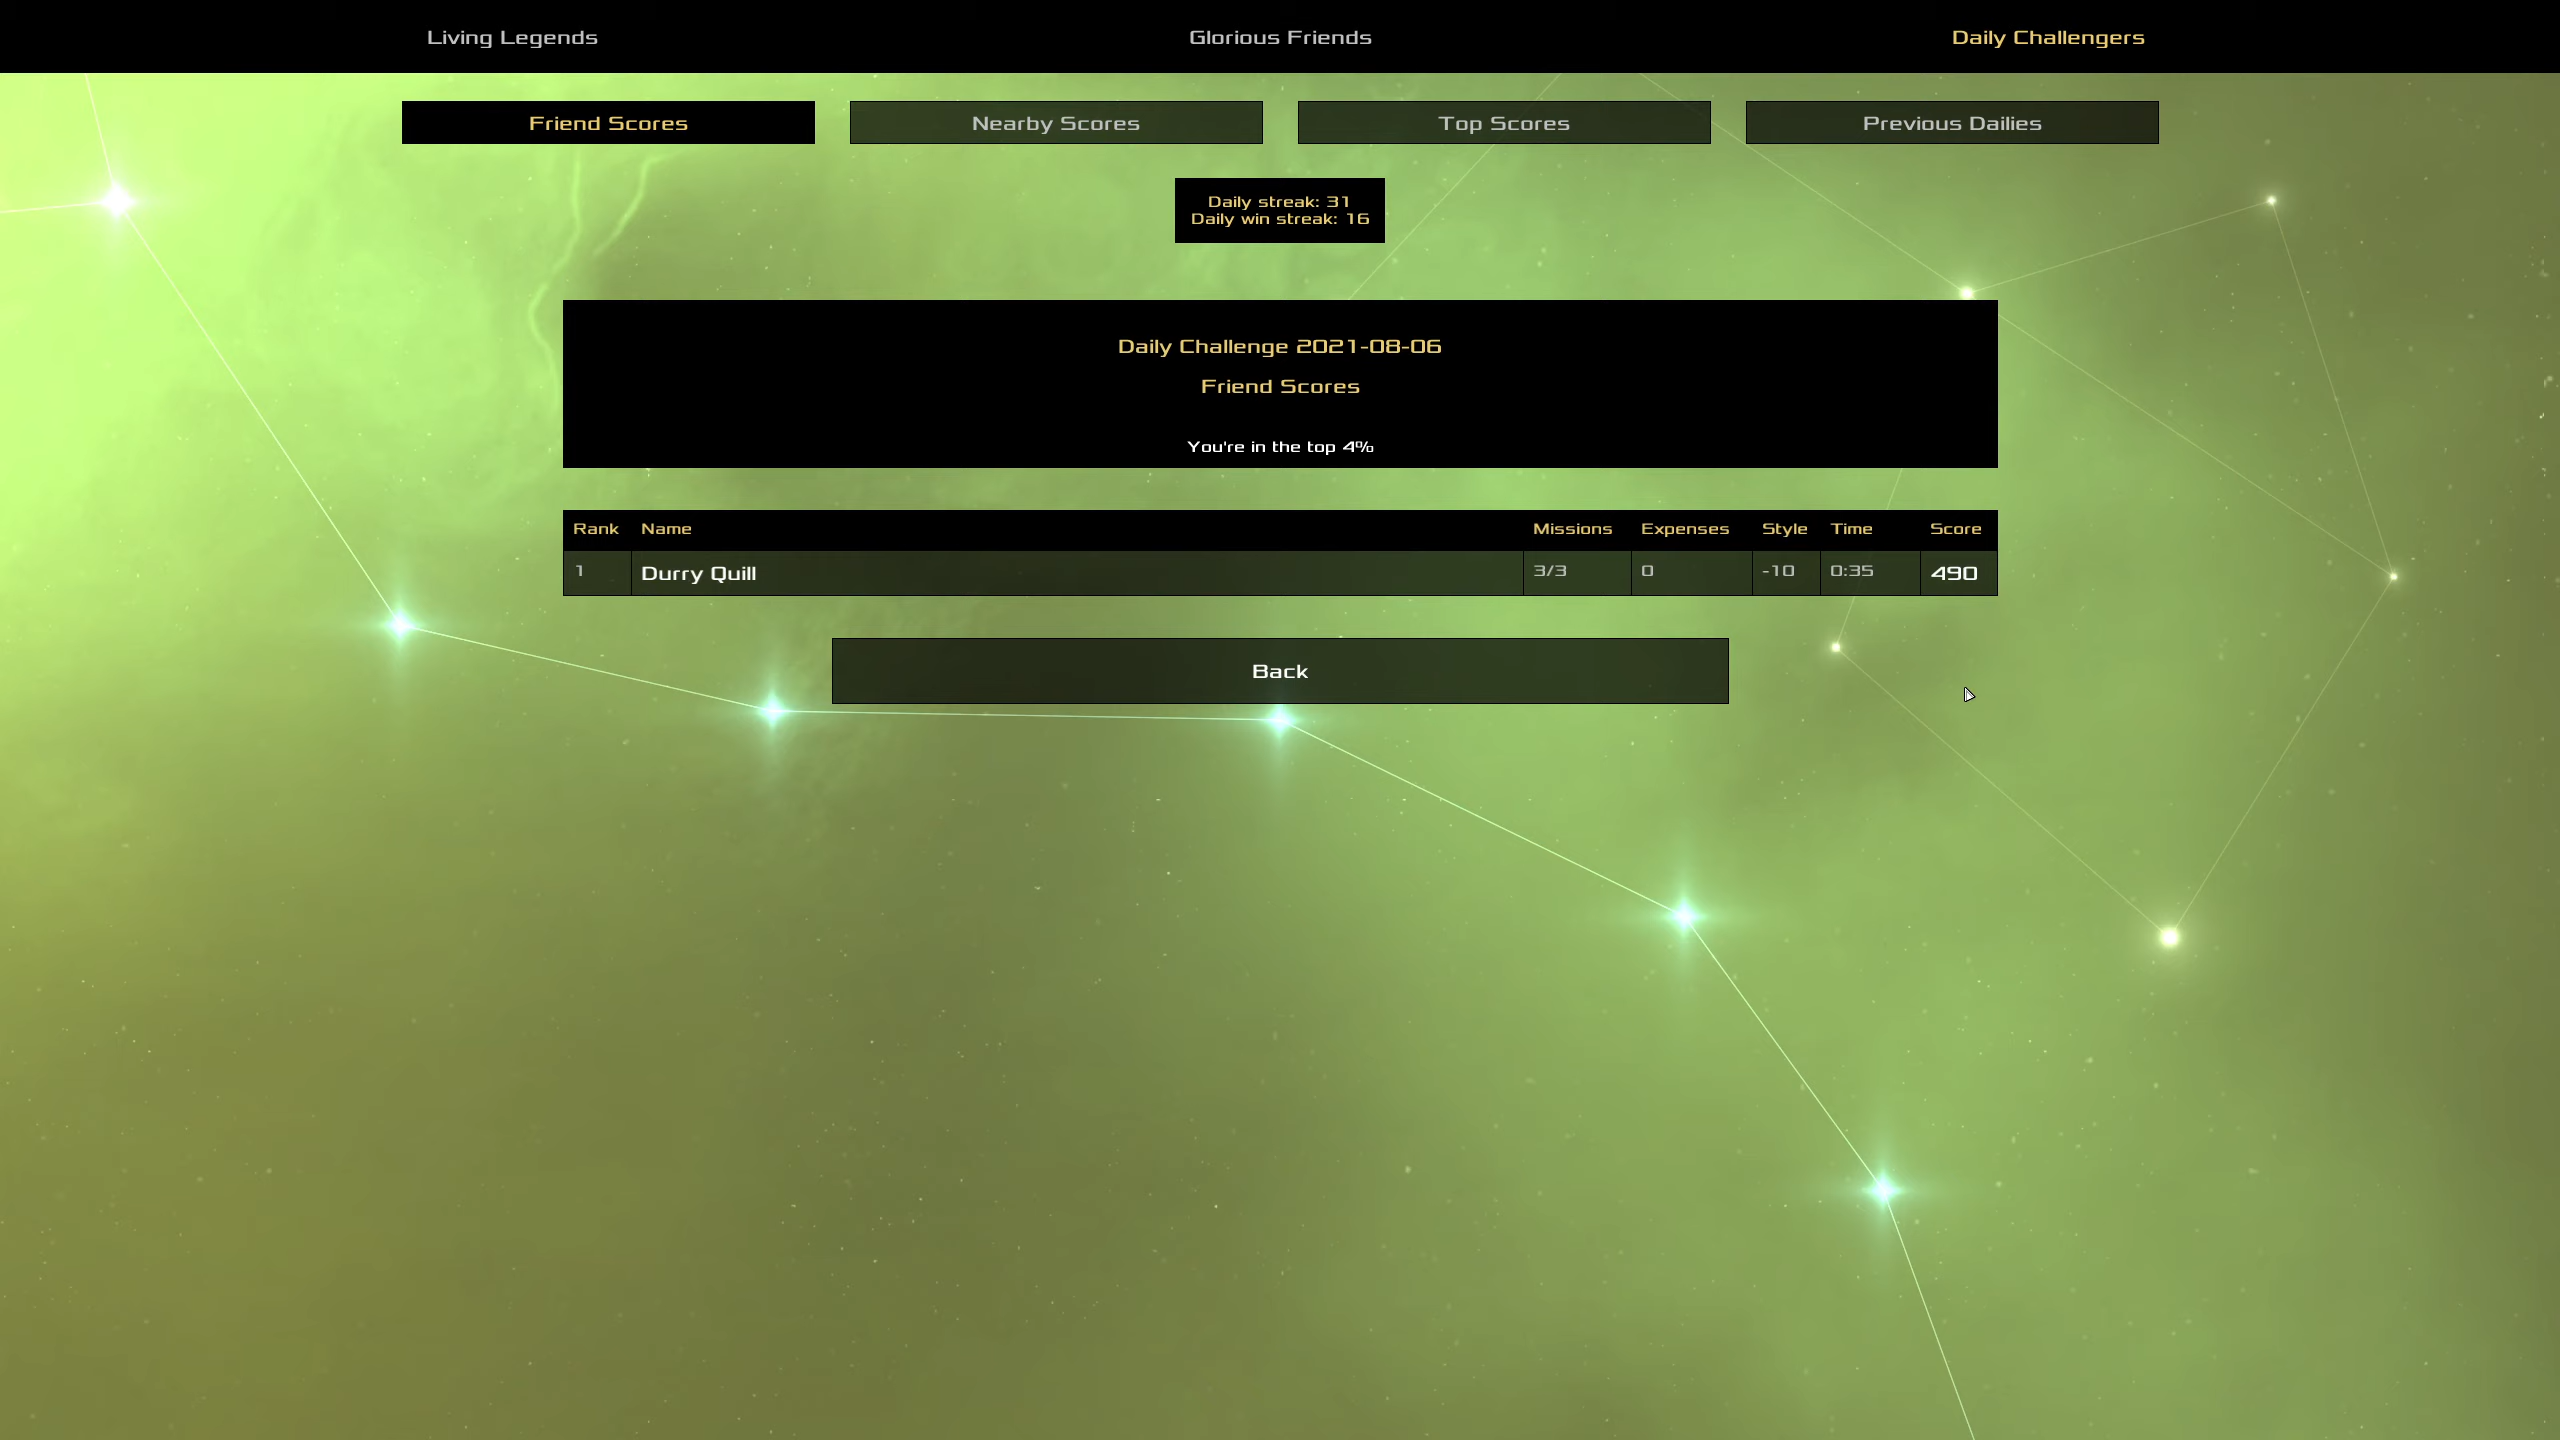 Living Legends
Glorious Friends
Daily Challengers
Friend Scores
Nearby Scores
Top Scores
Previous Dailies
Daily streak: 31
Daily win streak: 16
Daily Challenge 2021-08-06
Friend Scores
You're in the top 4%
Rank Name Missions Expenses Style Time Score
1 Durry Quill 3/3 0 -10 0:35 490
Back